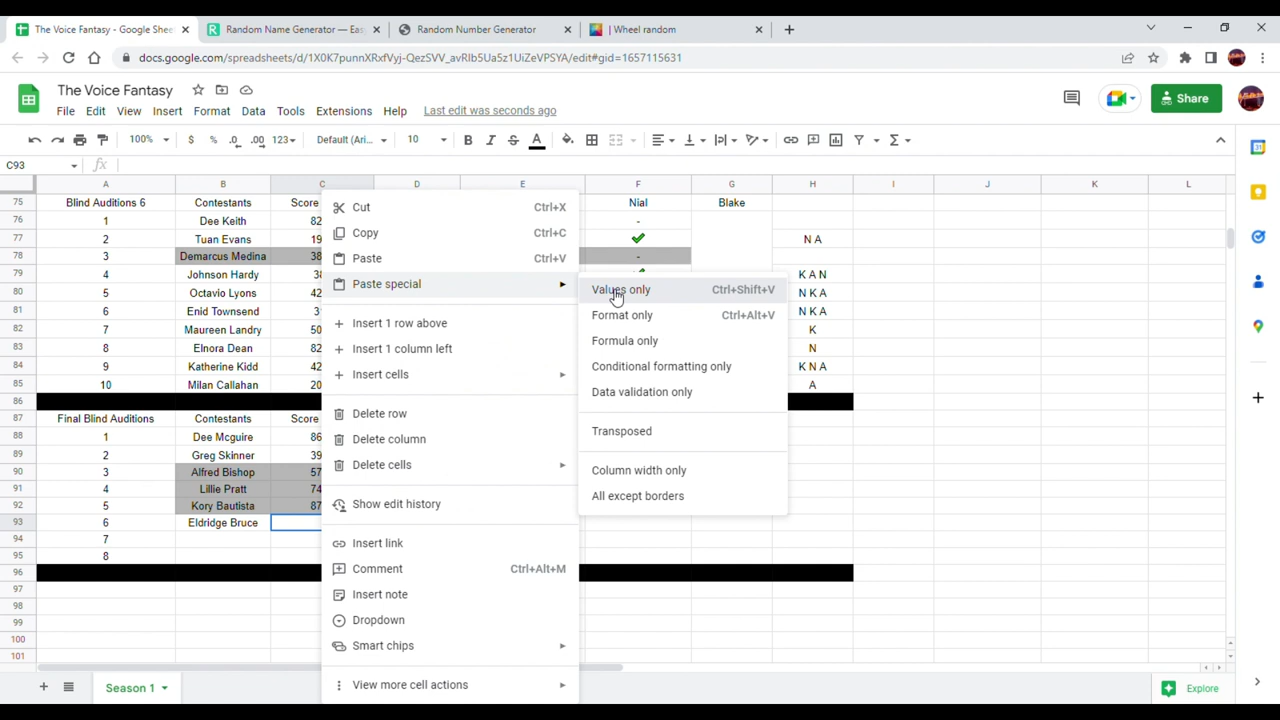 The Voice Fantasy - Google Shee
Random Name Generator — Eas
Random Number Generator
| Wheel random
docs.google.com/spreadsheets/d/1X0K7punnXRxfVyj-QezSVV_avRIb5Ua5z1UiZeVPSYA/edit#gid=1657115631
The Voice Fantasy
File Edit View Insert Format Data Tools Extensions Help Last edit was seconds ago
Share
100% $ % .0 .00 123 Default (Ari... 10 B I S A
C93 fx
A B C D E F G H I J K L
75 Blind Auditions 6 Contestants Score Nial Blake
76 1 Dee Keith 82 -
77 2 Tuan Evans 19 N A
78 3 Demarcus Medina 38 -
79 4 Johnson Hardy 38 K A N
80 5 Octavio Lyons 42 N K A
81 6 Enid Townsend 3 N K A
82 7 Maureen Landry 50 K
83 8 Elnora Dean 82 N
84 9 Katherine Kidd 42 K N A
85 10 Milan Callahan 20 A
86
87 Final Blind Auditions Contestants Score
88 1 Dee Mcguire 86
89 2 Greg Skinner 39
90 3 Alfred Bishop 57
91 4 Lillie Pratt 74
92 5 Kory Bautista 87
93 6 Eldridge Bruce
94 7
95 8
96
97
98
99
100
101
Cut Ctrl+X
Copy Ctrl+C
Paste Ctrl+V
Paste special
Insert 1 row above
Insert 1 column left
Insert cells
Delete row
Delete column
Delete cells
Show edit history
Insert link
Comment Ctrl+Alt+M
Insert note
Dropdown
Smart chips
View more cell actions
Values only Ctrl+Shift+V
Format only Ctrl+Alt+V
Formula only
Conditional formatting only
Data validation only
Transposed
Column width only
All except borders
Season 1
Explore